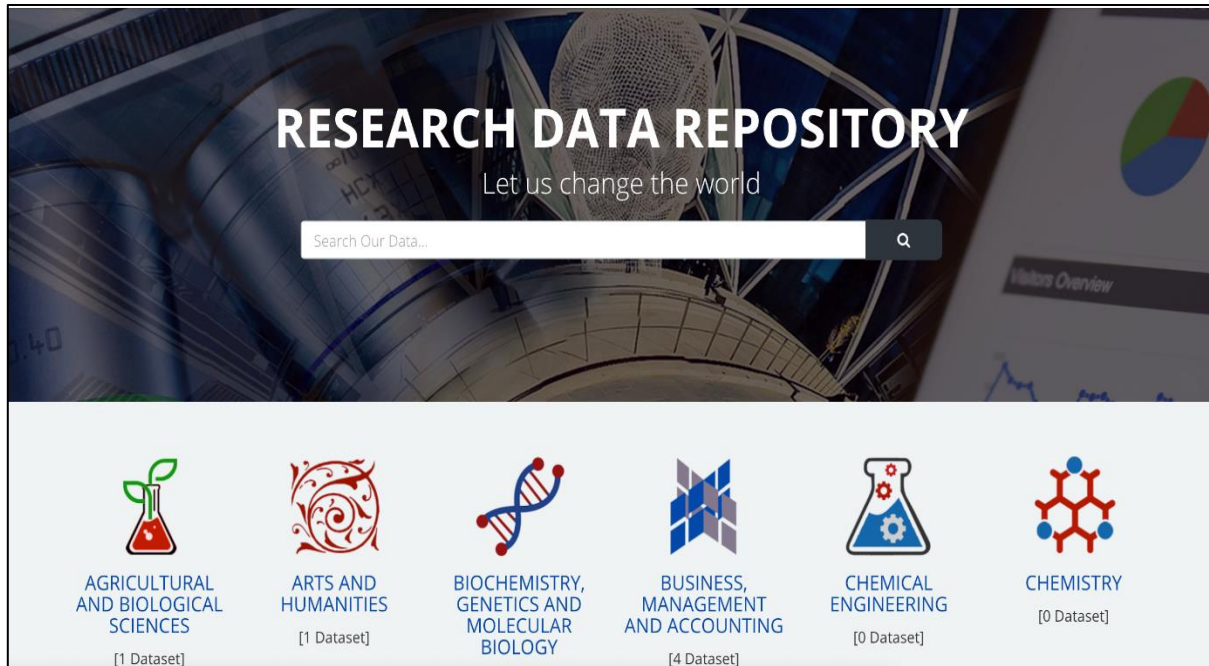 RESEARCH DATA REPOSITORY
Let us change the world
Search Our Data...
Visitors Overview
AGRICULTURAL
AND BIOLOGICAL
SCIENCES
[1 Dataset]
ARTS AND
HUMANITIES
[1 Dataset]
BIOCHEMISTRY,
GENETICS AND
MOLECULAR
BIOLOGY
BUSINESS,
MANAGEMENT
AND ACCOUNTING
[4 Dataset]
CHEMICAL
ENGINEERING
[0 Dataset]
CHEMISTRY
[0 Dataset]